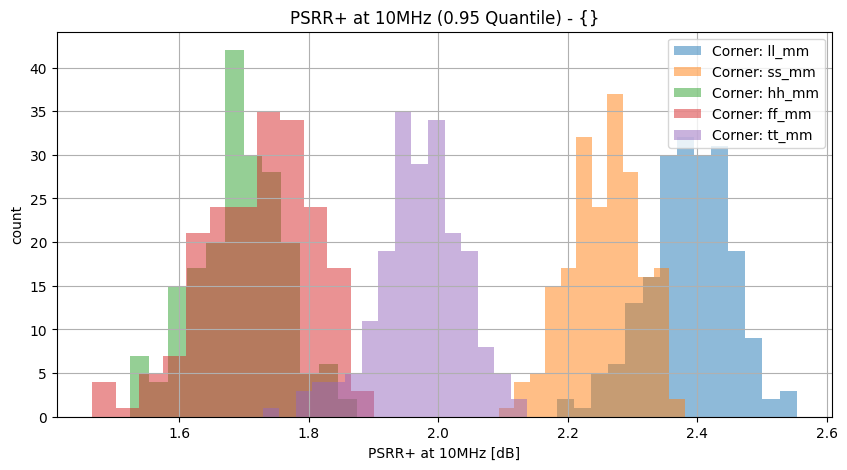 PSRR+ at 10MHz (0.95 Quantile) - {}
Corner: ll_mm
Corner: ss_mm
Corner: hh_mm
Corner: ff_mm
Corner: tt_mm
count
40
35
30
25
20
15
10
5
0
1.6 1.8 2.0 2.2 2.4 2.6
PSRR+ at 10MHz [dB]